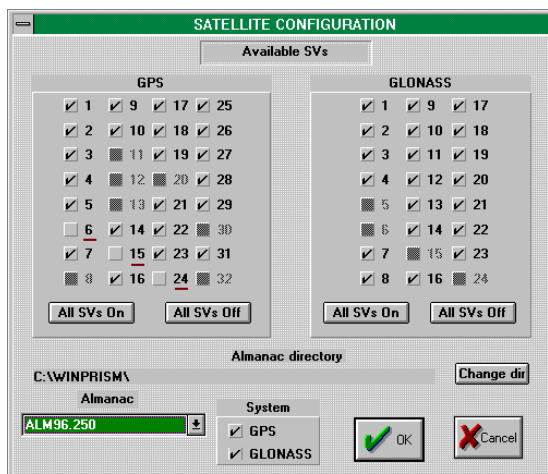 SATELLITE CONFIGURATION
Available SVs
GPS
1 9 17 25
2 10 18 26
3 11 19 27
4 12 20 28
5 13 21 29
6 14 22 30
7 15 23 31
8 16 24 32
All SVs On All SVs Off
GLONASS
1 9 17
2 10 18
3 11 19
4 12 20
5 13 21
6 14 22
7 15 23
8 16 24
All SVs On All SVs Off
Almanac directory
C:\WINPRISM\
Change dir
Almanac
ALM96.250
System
GPS
GLONASS
OK
Cancel